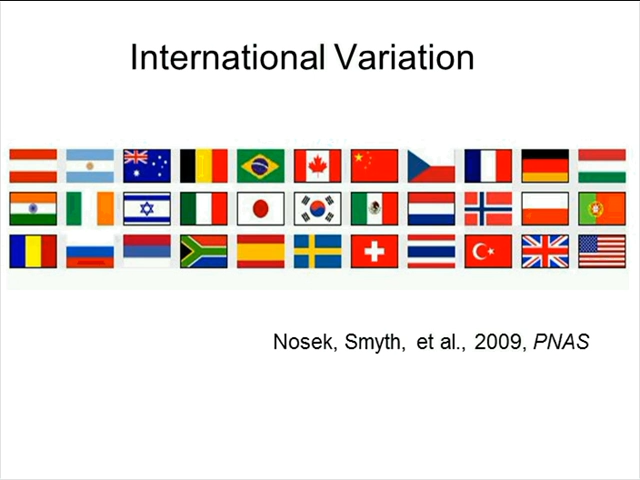 International Variation
Nosek, Smyth, et al., 2009, PNAS